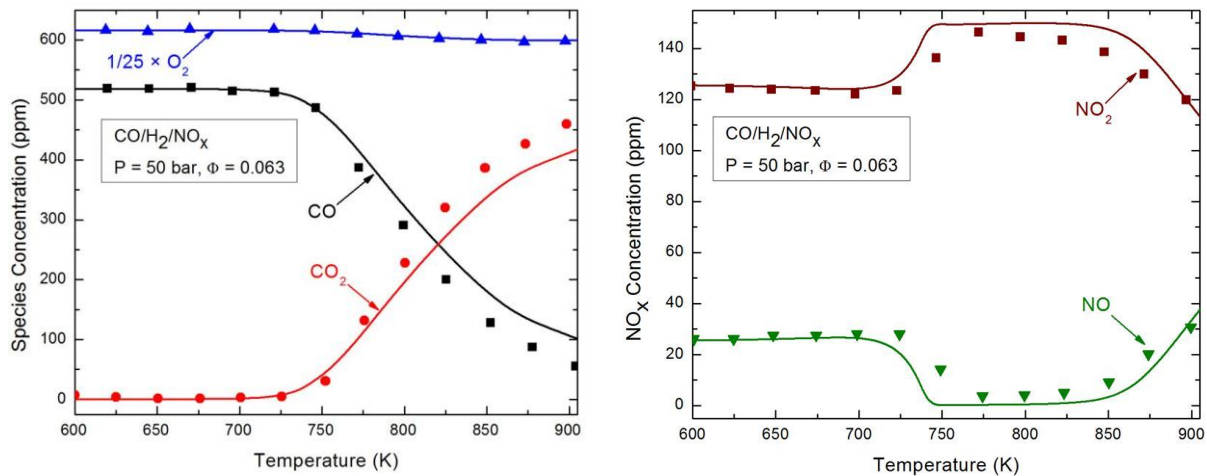 600
500
400
300
200
100
0
Species Concentration (ppm)
1/25 × O2
CO/H2/NOx
P = 50 bar, Φ = 0.063
CO
CO2
600 650 700 750 800 850 900
Temperature (K)
140
120
100
80
60
40
20
0
NOx Concentration (ppm)
NO2
CO/H2/NOx
P = 50 bar, Φ = 0.063
NO
600 650 700 750 800 850 900
Temperature (K)